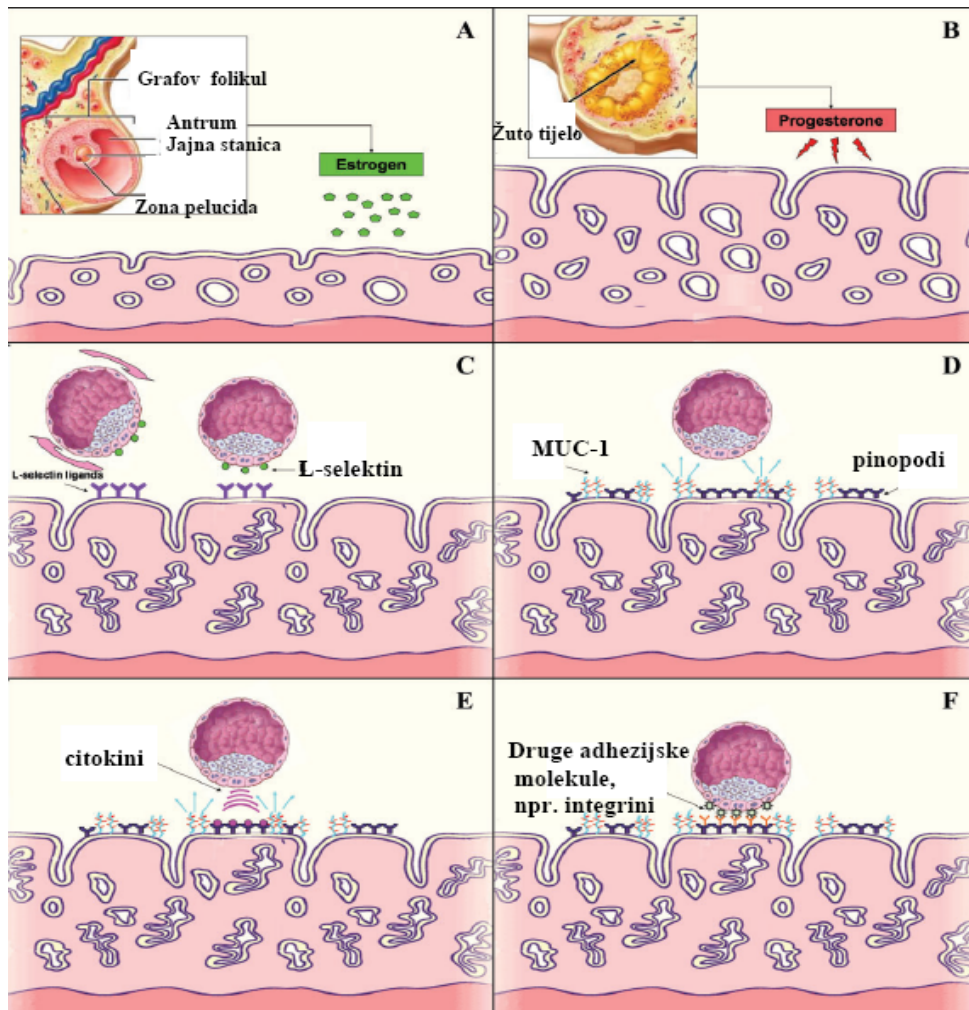 A
Grafov folikul
Antrum
Jajna stanica
Zona pelucida
Estrogen
B
Žuto tijelo
Progesterone
C
L-selectin ligands
L-selektin
D
MUC-1
pinopodi
E
citokini
F
Druge adhezijske
molekule,
npr. integrini